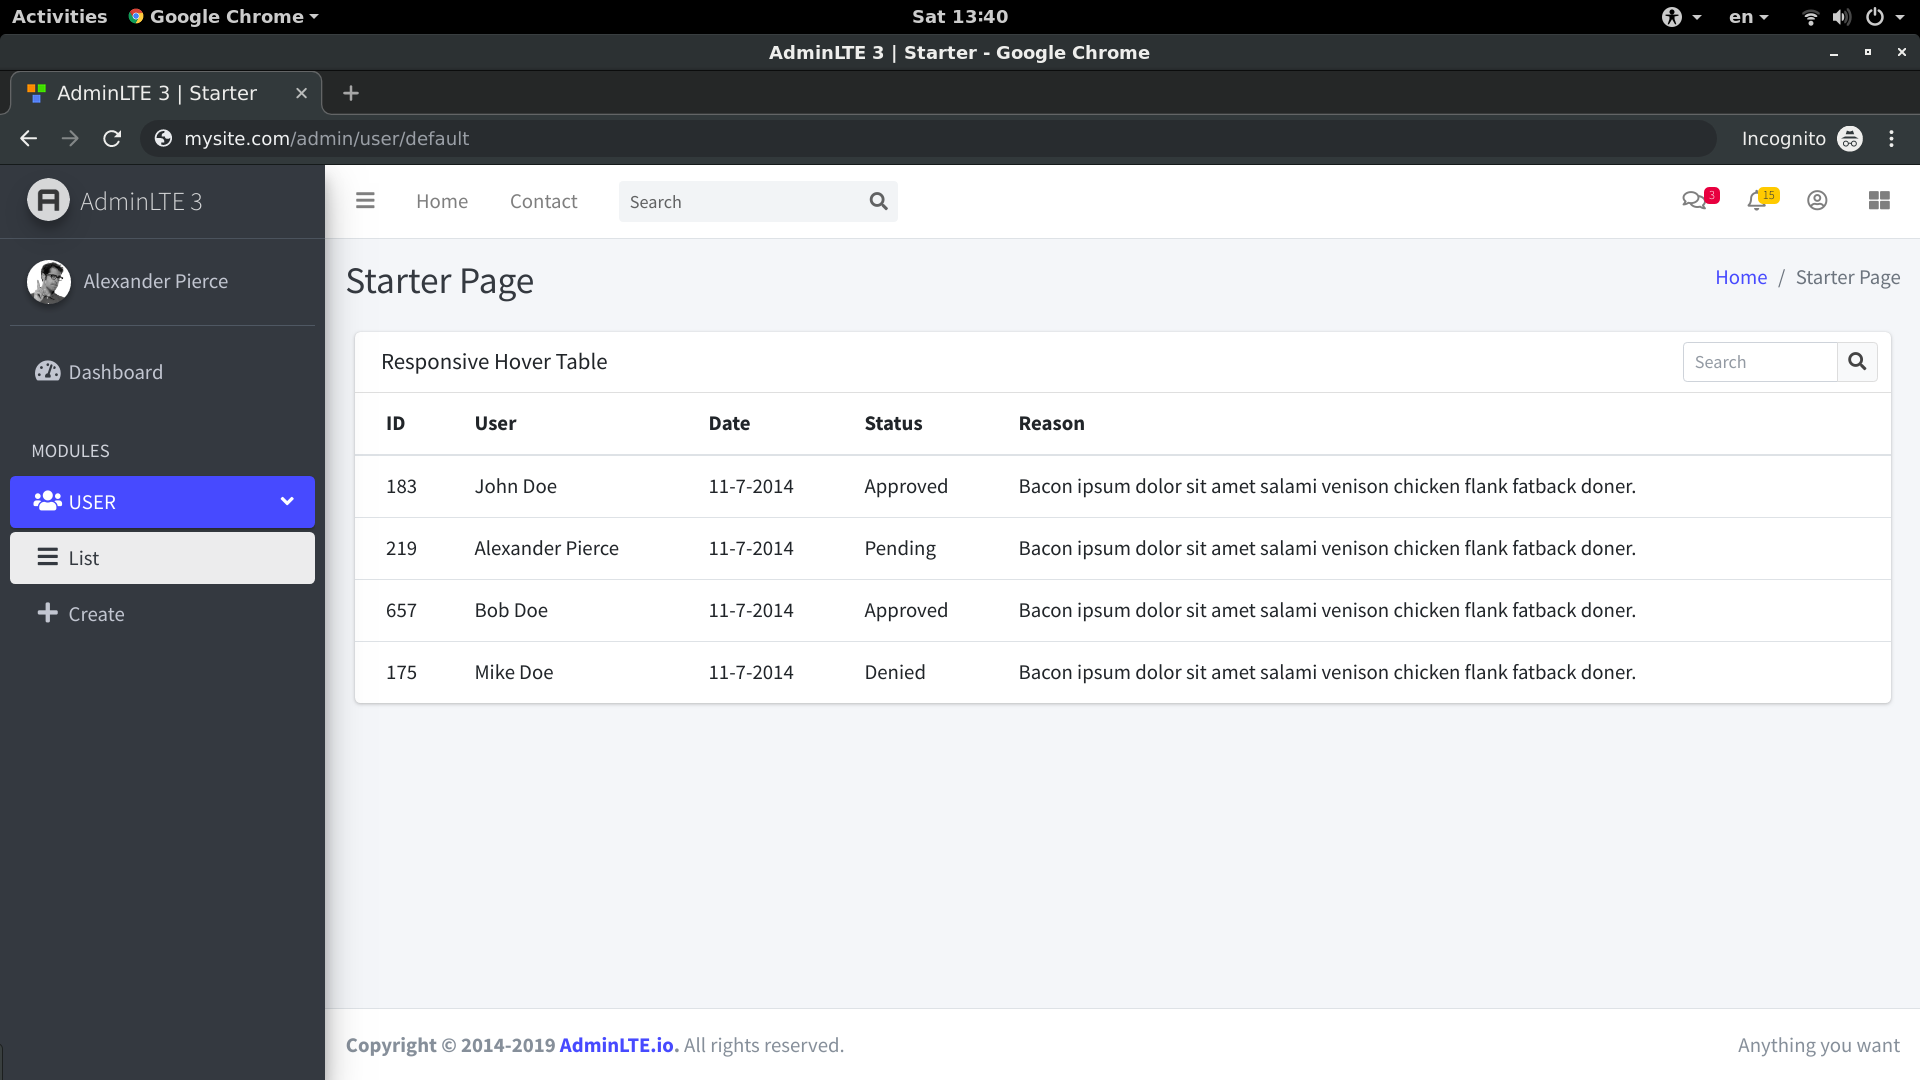 Activities Google Chrome Sat 13:40 en
AdminLTE 3 | Starter - Google Chrome
AdminLTE 3 | Starter
mysite.com/admin/user/default Incognito
AdminLTE 3 Home Contact Search 3 15
Alexander Pierce
Starter Page Home / Starter Page
Dashboard
MODULES
USER
List
Create
Responsive Hover Table Search
ID User Date Status Reason
183 John Doe 11-7-2014 Approved Bacon ipsum dolor sit amet salami venison chicken flank fatback doner.
219 Alexander Pierce 11-7-2014 Pending Bacon ipsum dolor sit amet salami venison chicken flank fatback doner.
657 Bob Doe 11-7-2014 Approved Bacon ipsum dolor sit amet salami venison chicken flank fatback doner.
175 Mike Doe 11-7-2014 Denied Bacon ipsum dolor sit amet salami venison chicken flank fatback doner.
Copyright © 2014-2019 AdminLTE.io. All rights reserved. Anything you want